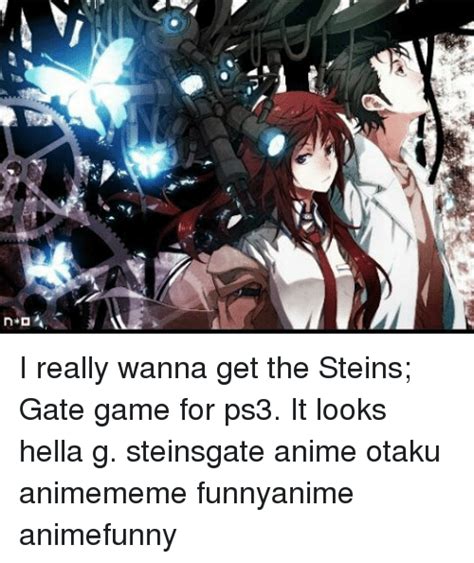 n+a
I really wanna get the Steins;
Gate game for ps3. It looks
hella g. steinsgate anime otaku
animememe funnyanime
animefunny